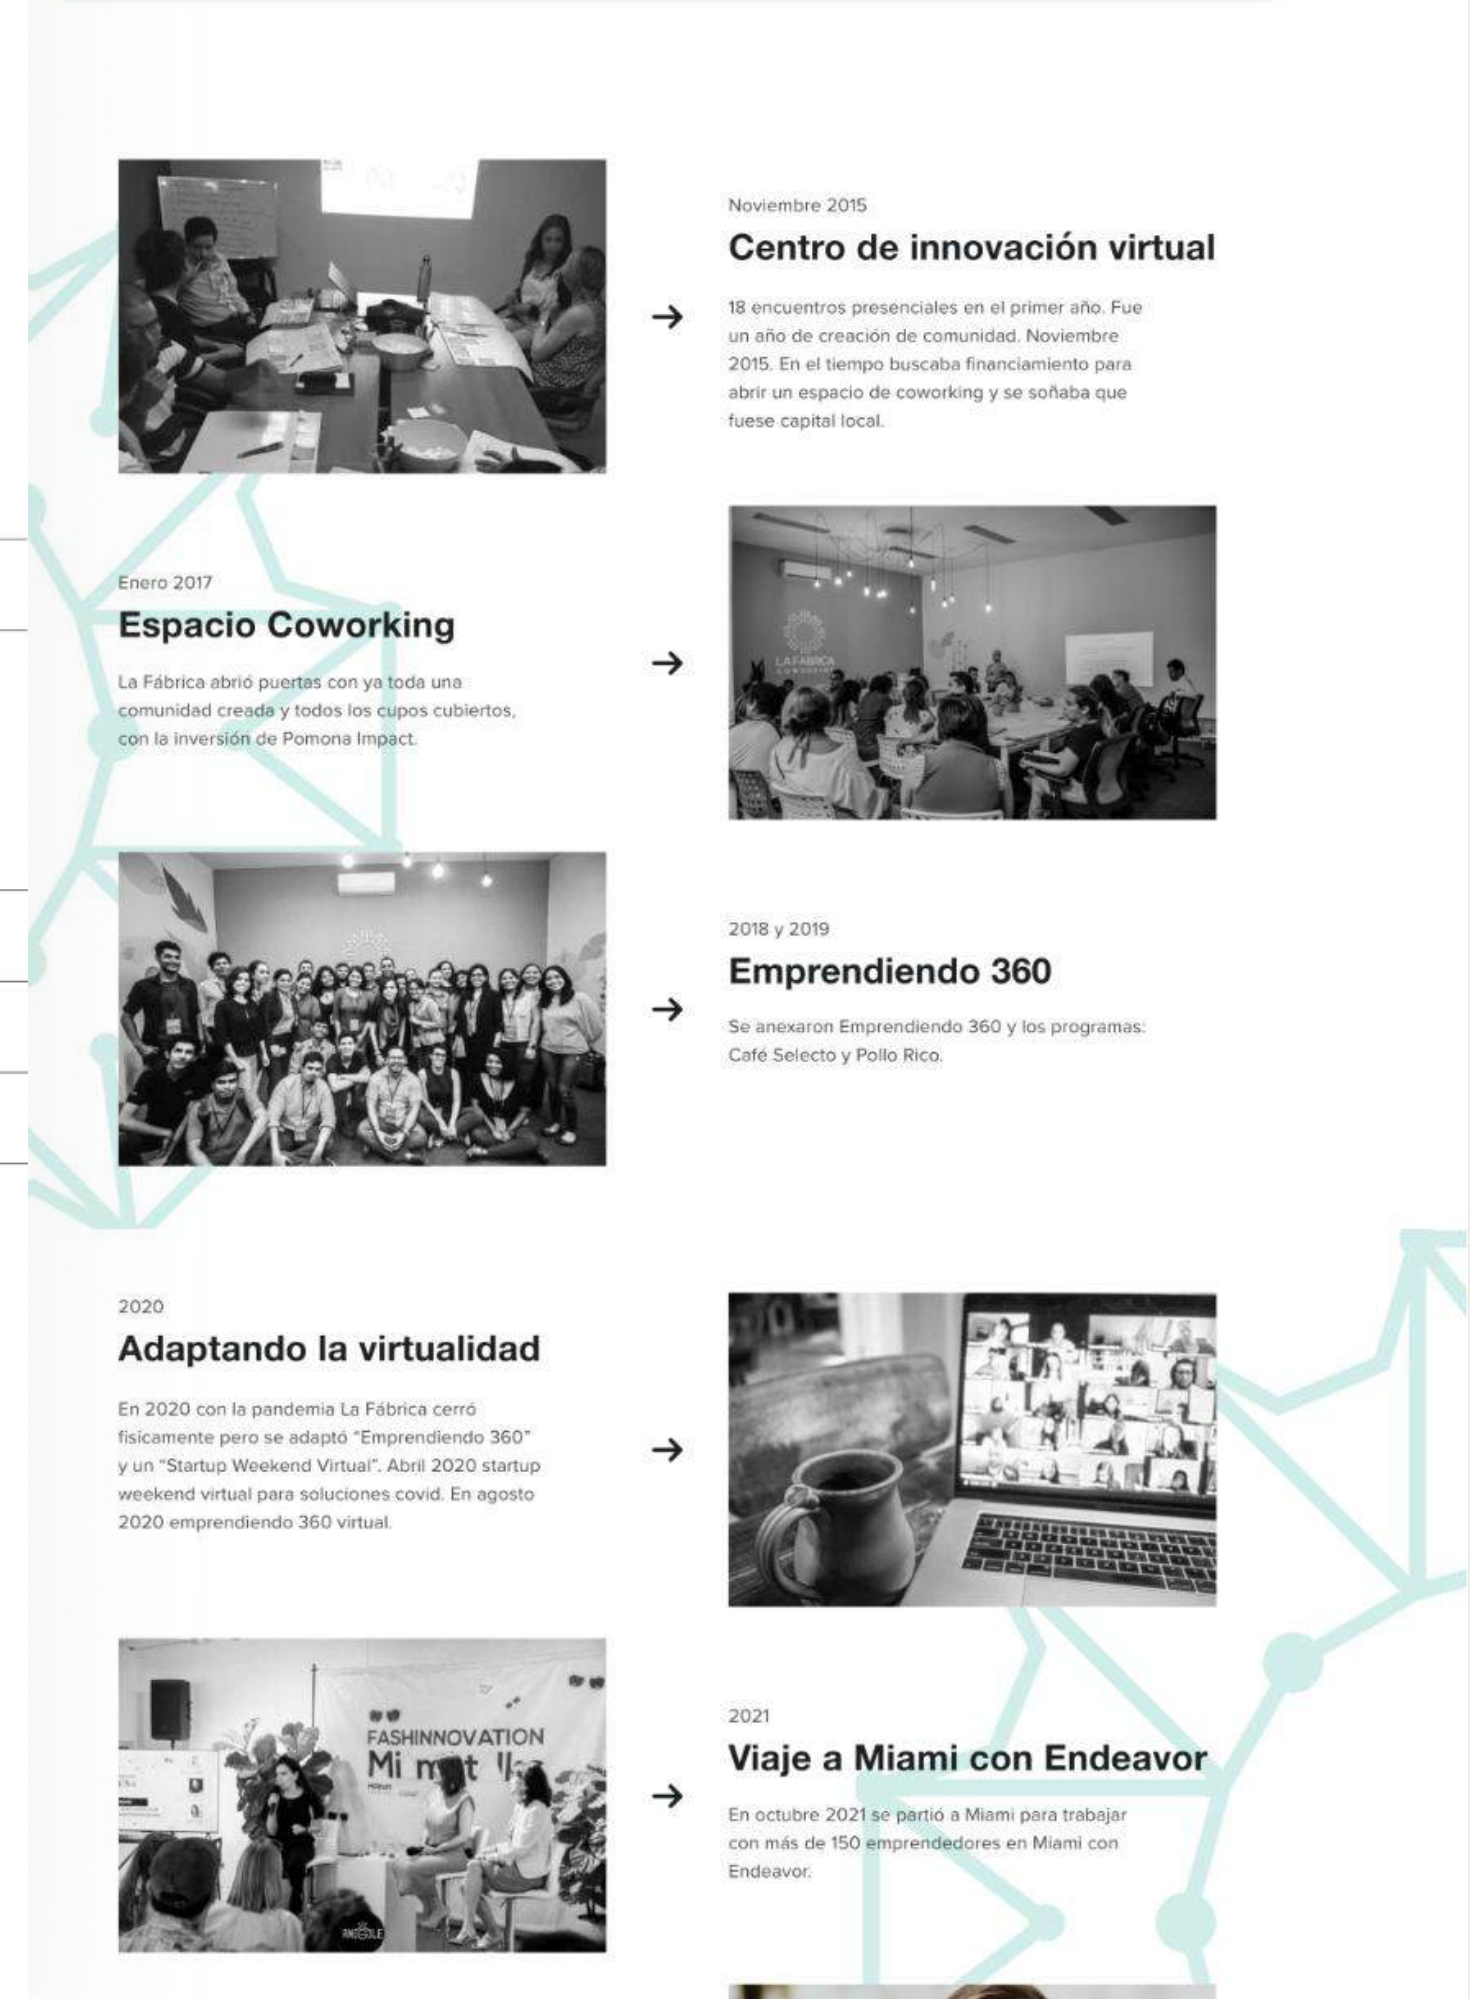 Noviembre 2015
Centro de innovación virtual
18 encuentros presenciales en el primer año. Fue
un año de creación de comunidad. Noviembre
2015. En el tiempo buscaba financiamiento para
abrir un espacio de coworking y se soñaba que
fuese capital local.
Enero 2017
Espacio Coworking
La Fábrica abrió puertas con ya toda una
comunidad creada y todos los cupos cubiertos,
con la inversión de Pomona Impact.
LA FABRICA
COWORKING
2018 y 2019
Emprendiendo 360
Se anexaron Emprendiendo 360 y los programas:
Café Selecto y Pollo Rico.
2020
Adaptando la virtualidad
En 2020 con la pandemia La Fábrica cerró
fisicamente pero se adaptó "Emprendiendo 360"
y un "Startup Weekend Virtual". Abril 2020 startup
weekend virtual para soluciones covid. En agosto
2020 emprendiendo 360 virtual.
FASHINNOVATION
Mi
2021
Viaje a Miami con Endeavor
En octubre 2021 se partió a Miami para trabajar
con más de 150 emprendedores en Miami con
Endeavor.